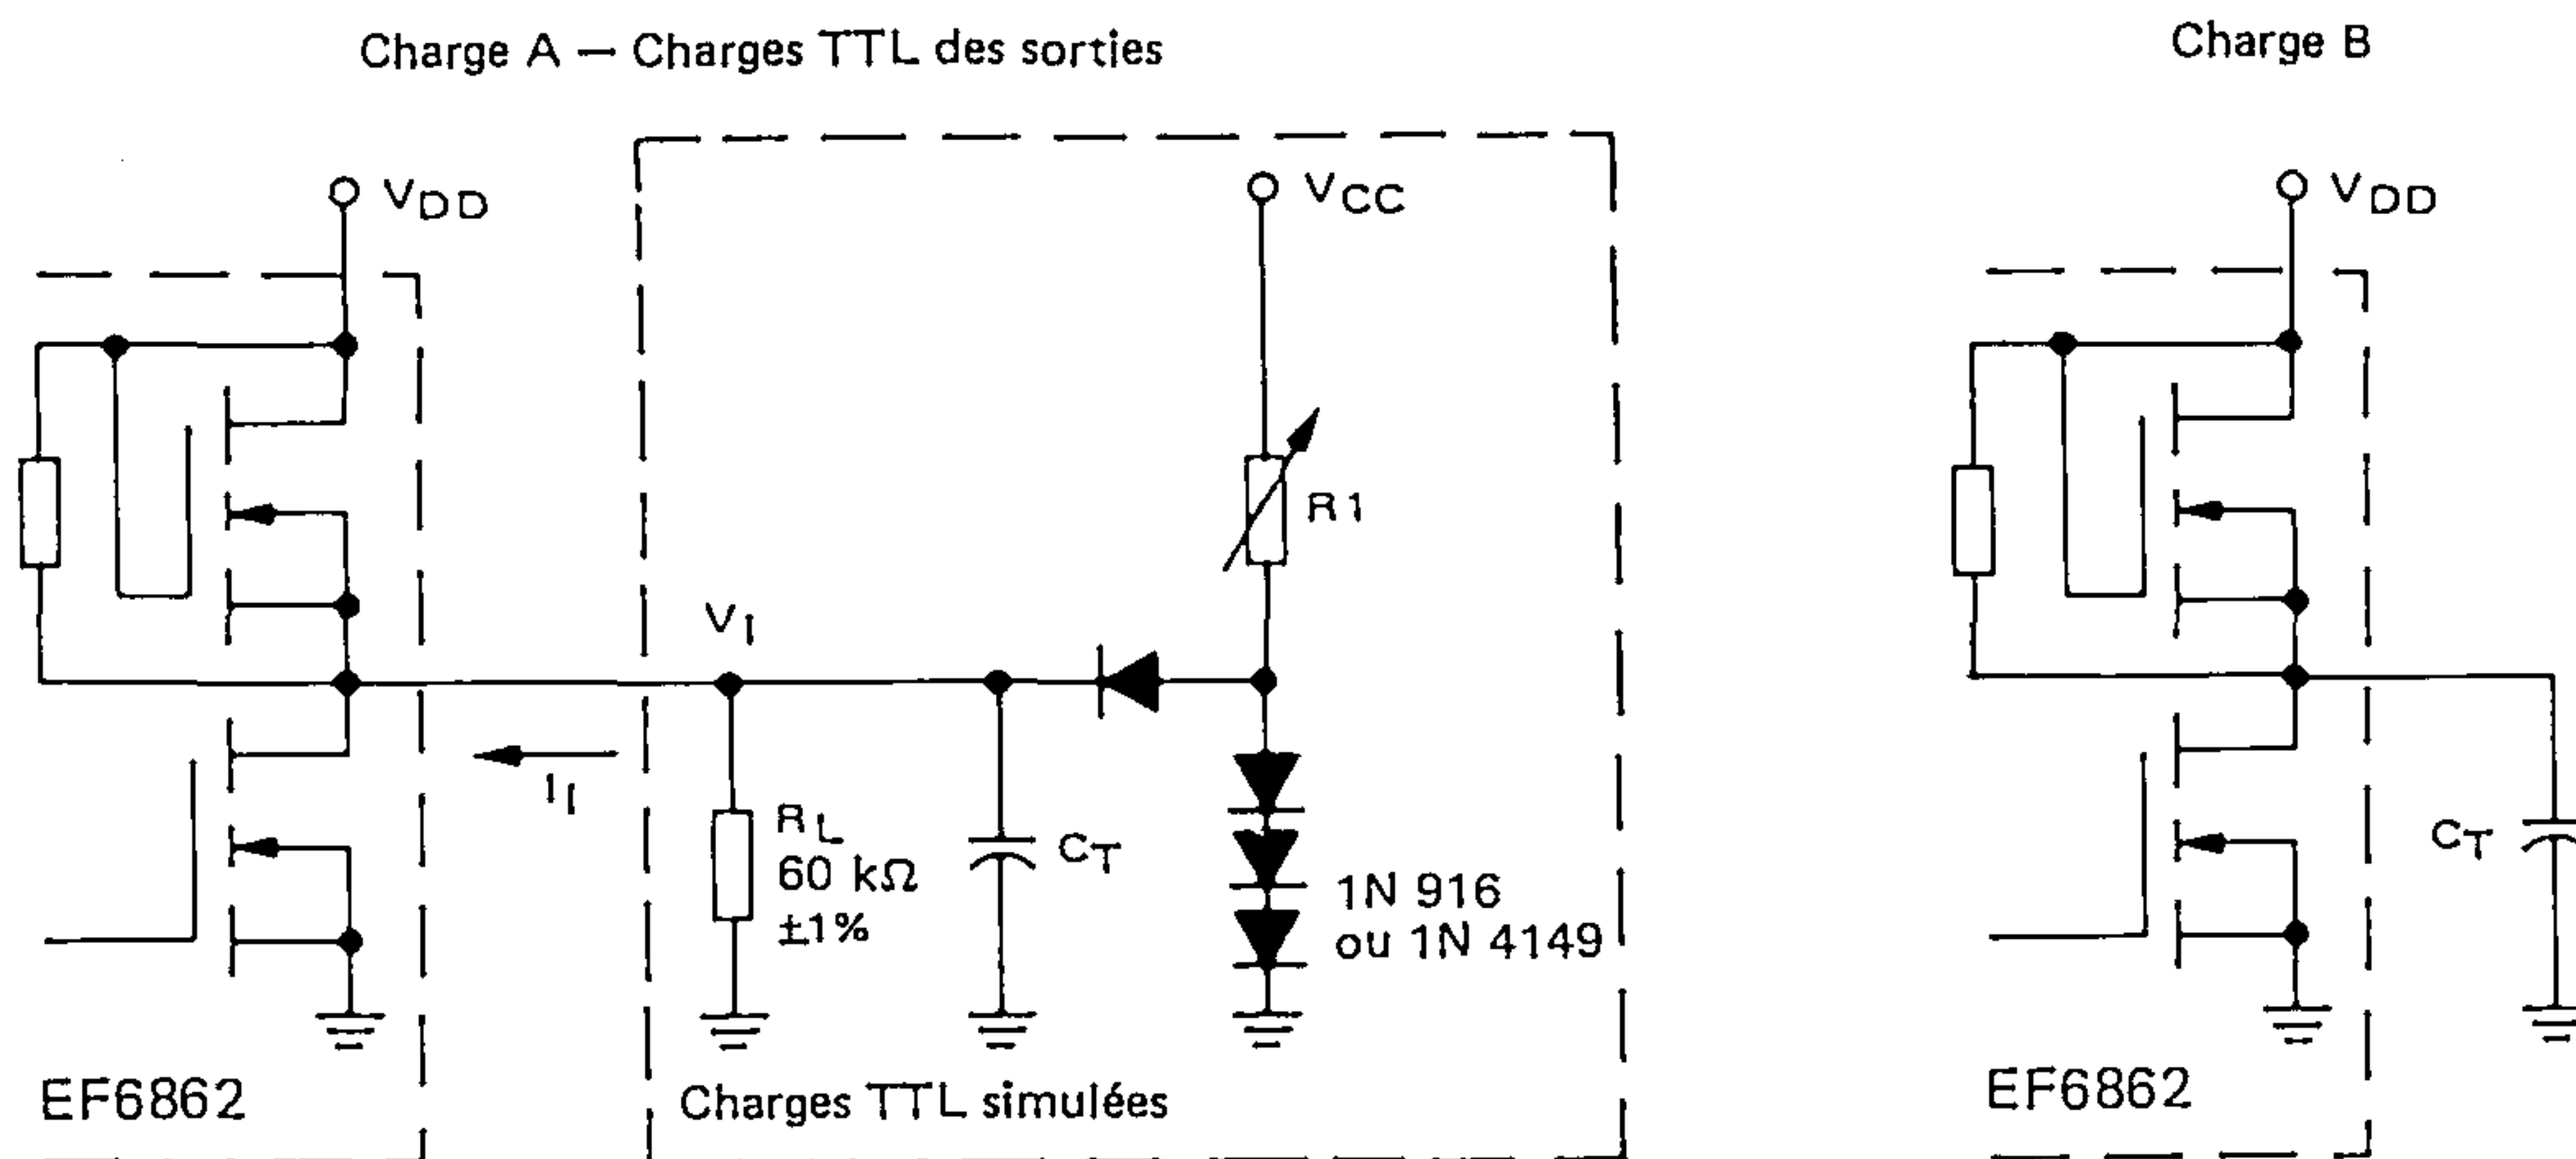 Charge A — Charges TTL des sorties
VDD
VCC
R1
VI
II
RL
60 kΩ
±1%
CT
1N 916
ou 1N 4149
EF6862
Charges TTL simulées
Charge B
VDD
CT
EF6862